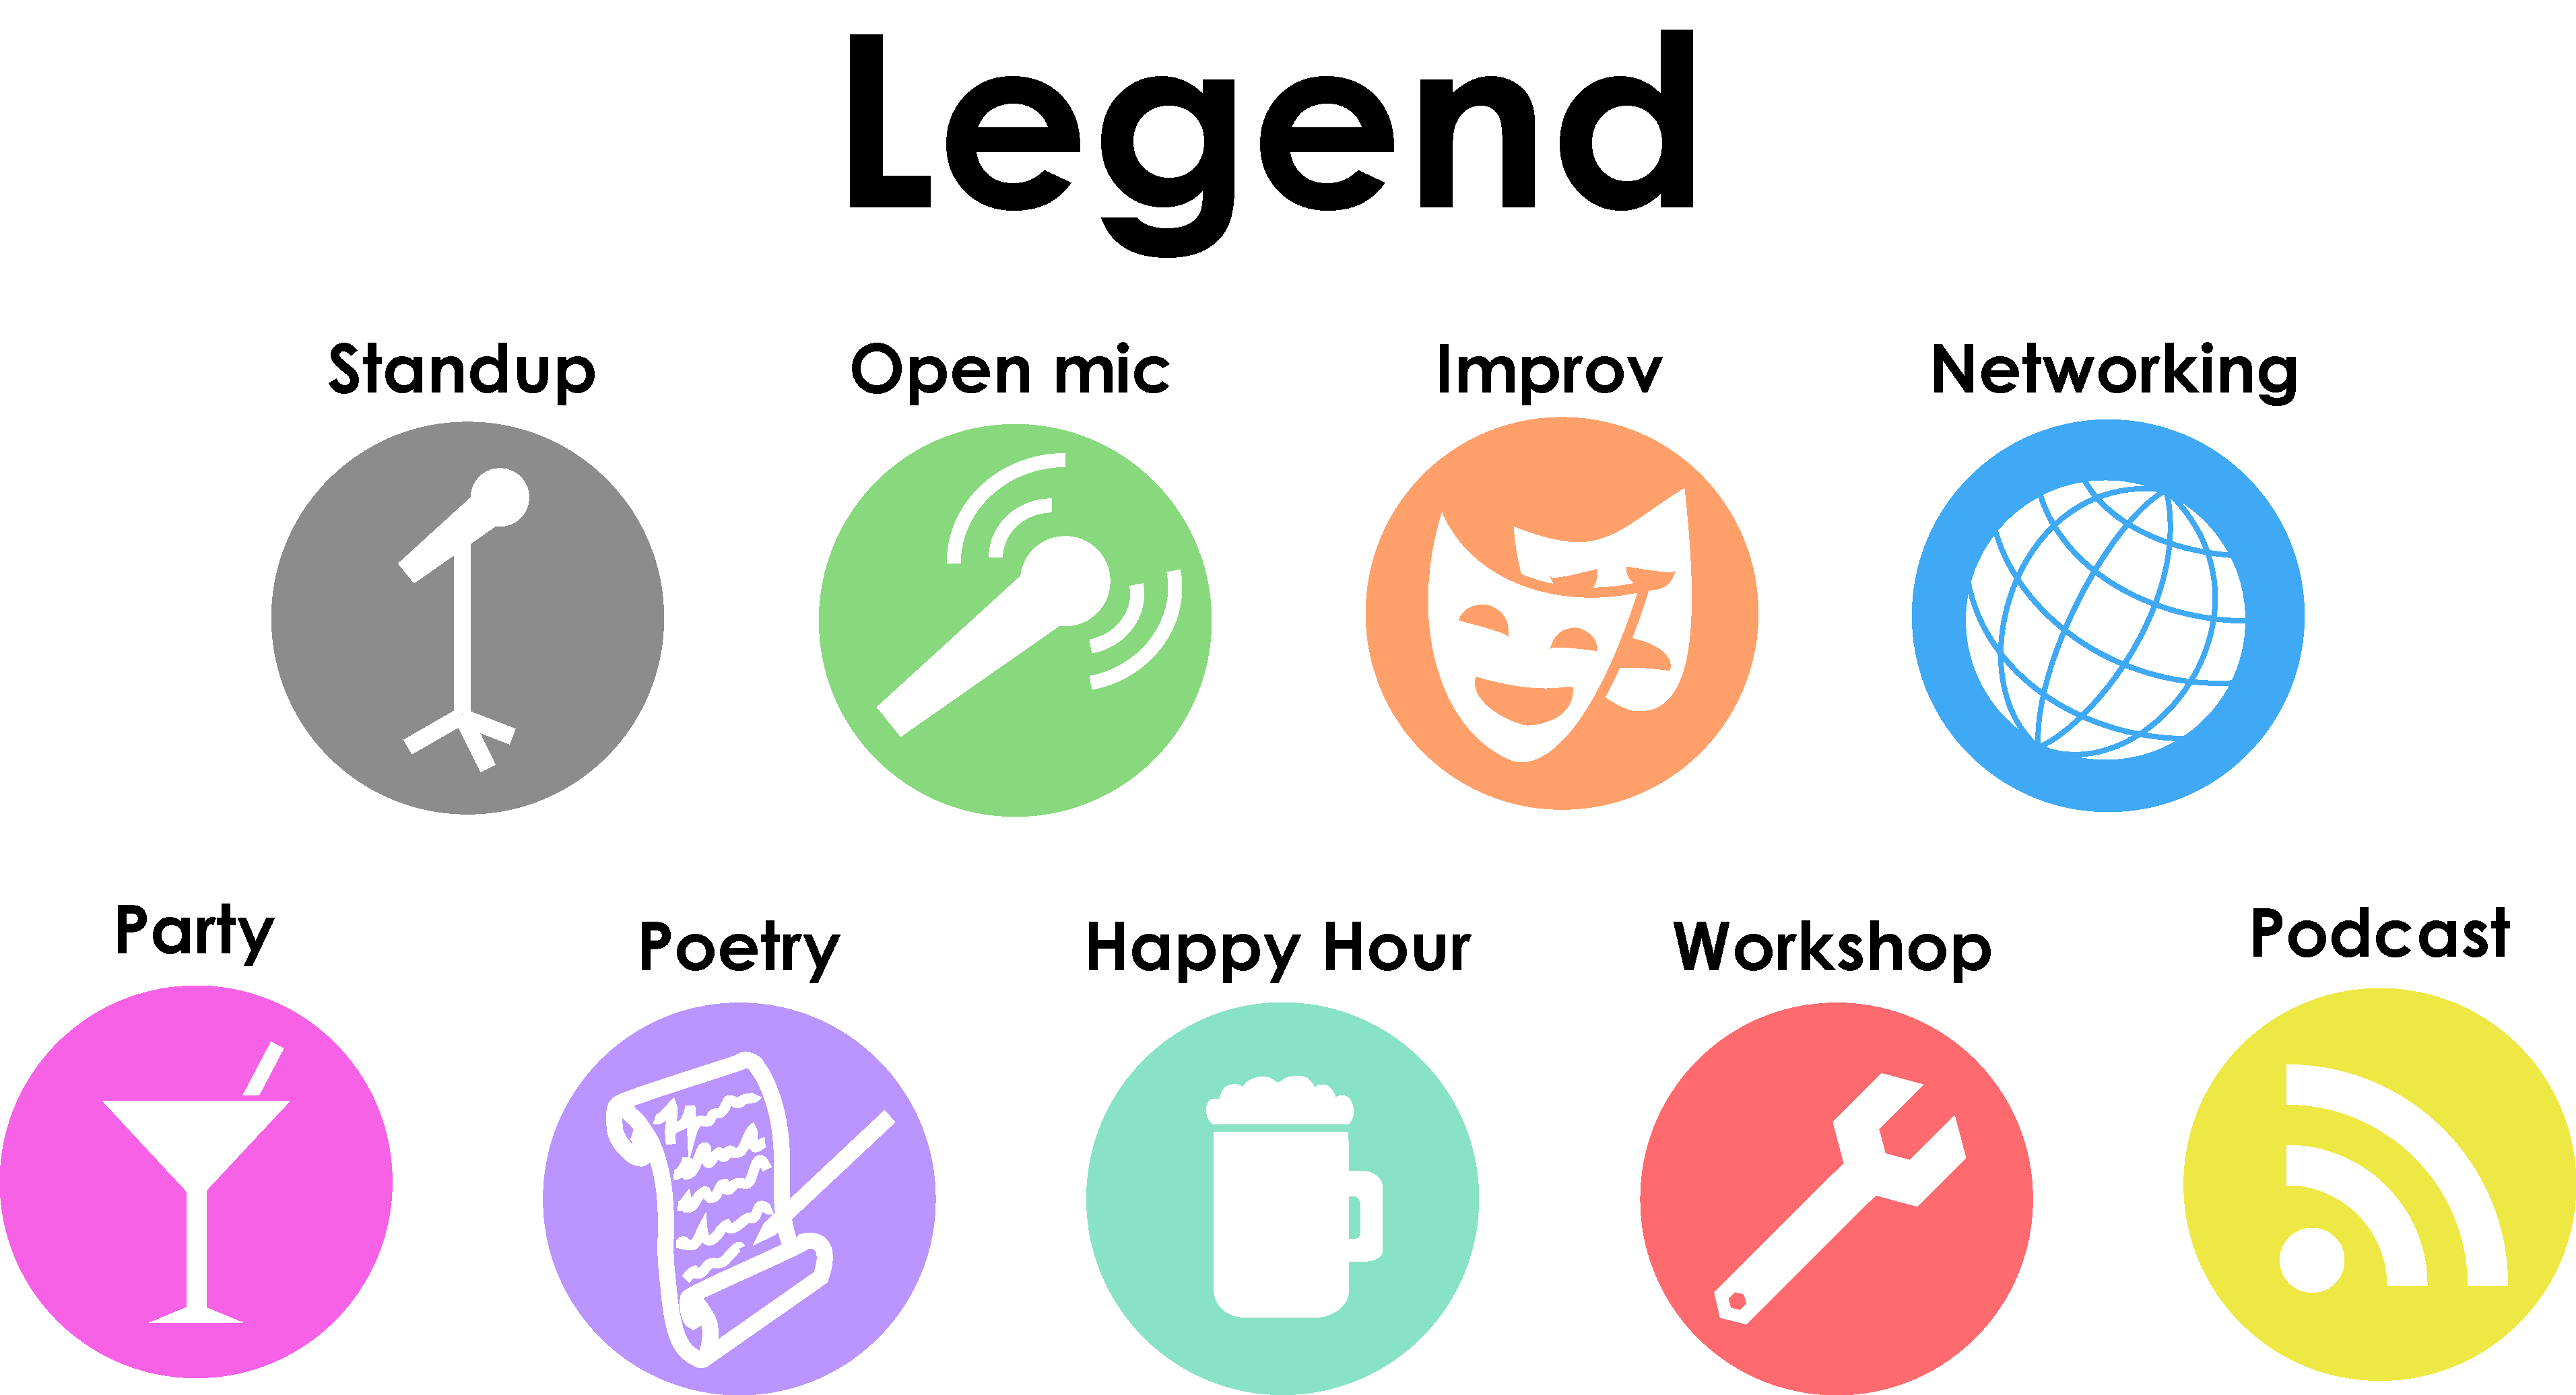 Legend
Standup
Open mic
Improv
Networking
Party
Poetry
Happy Hour
Workshop
Podcast